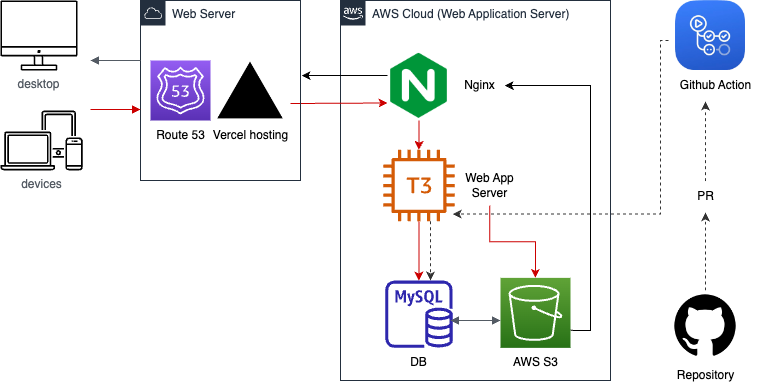 Web Server
aws
AWS Cloud (Web Application Server)
desktop
53
Route 53
Vercel hosting
N
Nginx
Github Action
devices
T3
Web App
Server
PR
MySQL
DB
AWS S3
Repository